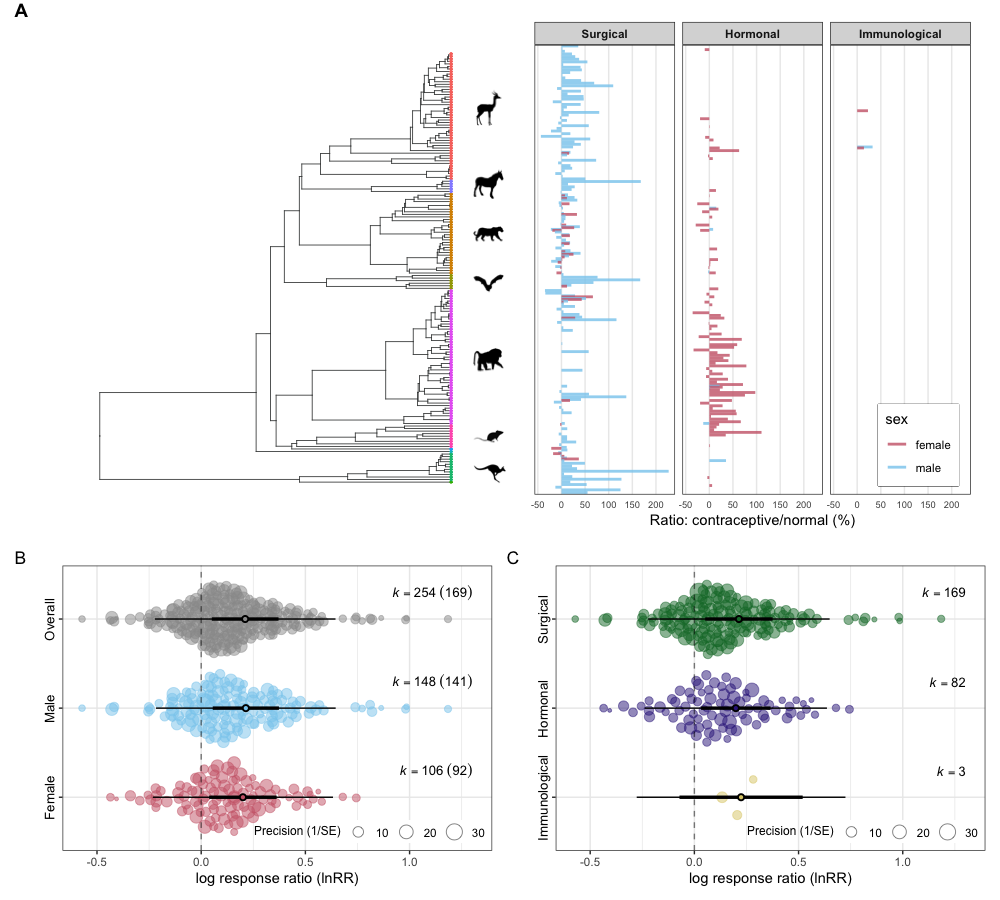 A
Surgical Hormonal Immunological
sex
female
male
-50 0 50 100 150 200 -50 0 50 100 150 200 -50 0 50 100 150 200
Ratio: contraceptive/normal (%)
B
Overall
k = 254 (169)
Male
k = 148 (141)
Female
k = 106 (92)
Precision (1/SE) 10 20 30
-0.5 0.0 0.5 1.0
log response ratio (lnRR)
C
Surgical
k = 169
Hormonal
k = 82
Immunological
k = 3
Precision (1/SE) 10 20 30
-0.5 0.0 0.5 1.0
log response ratio (lnRR)